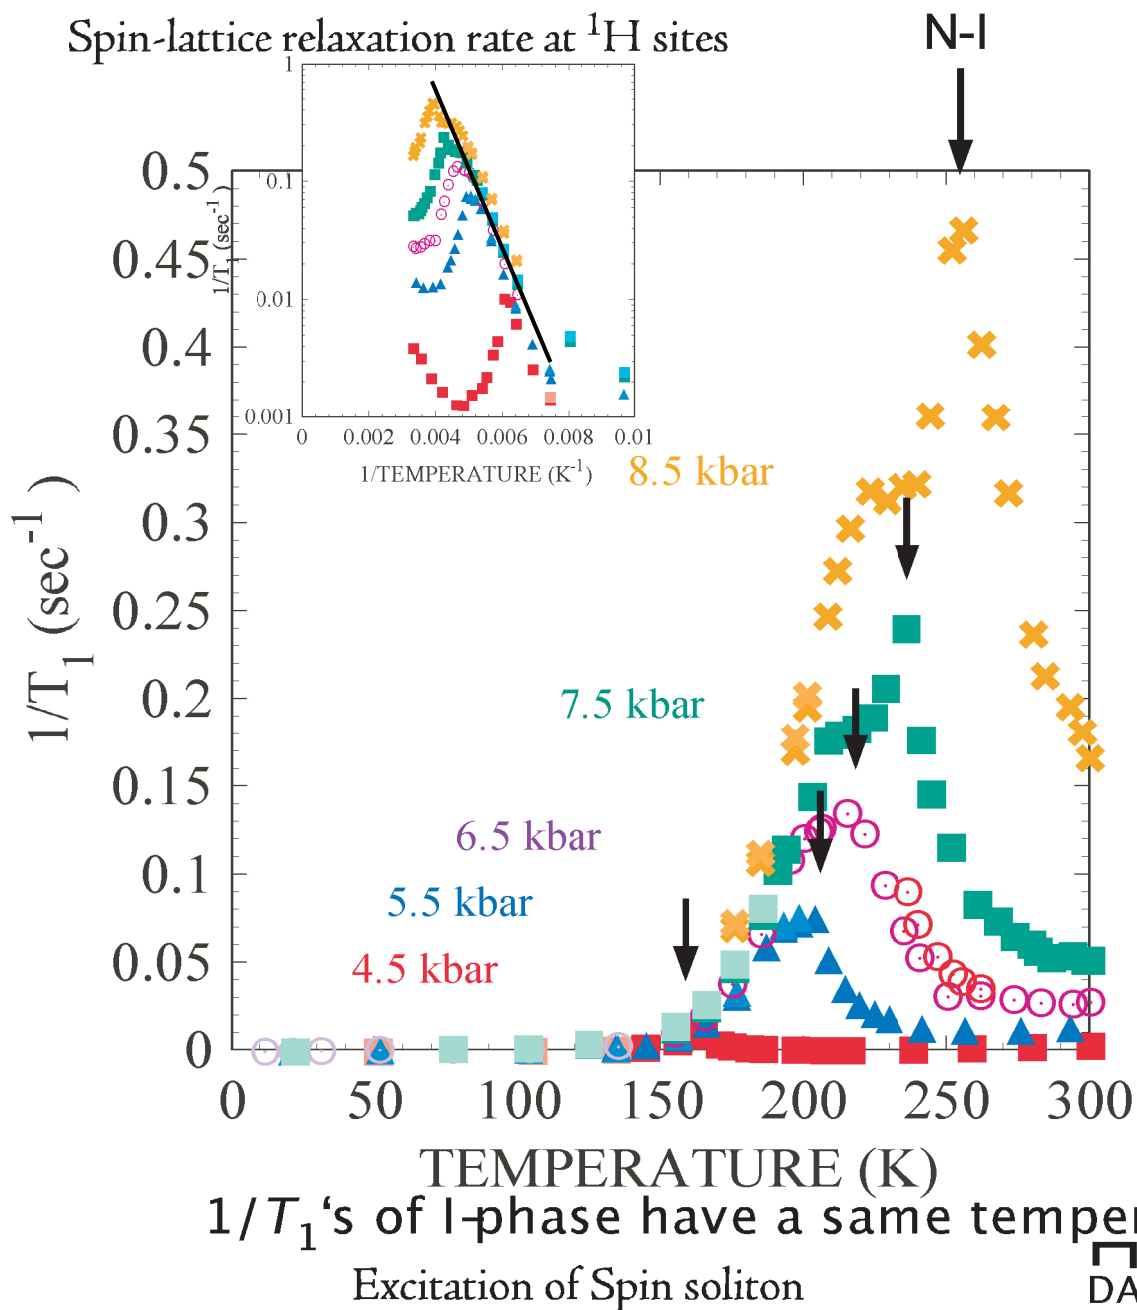 Spin-lattice relaxation rate at ¹H sites
N-I
1
0.1
0.01
0.001
1/T₁ (sec⁻¹)
0 0.002 0.004 0.006 0.008 0.01
1/TEMPERATURE (K⁻¹)
0.5
0.45
0.4
0.35
0.3
0.25
0.2
0.15
0.1
0.05
0
1/T₁ (sec⁻¹)
8.5 kbar
7.5 kbar
6.5 kbar
5.5 kbar
4.5 kbar
0 50 100 150 200 250 300
TEMPERATURE (K)
1/T₁‘s of I-phase have a same temper
Excitation of Spin soliton
DA